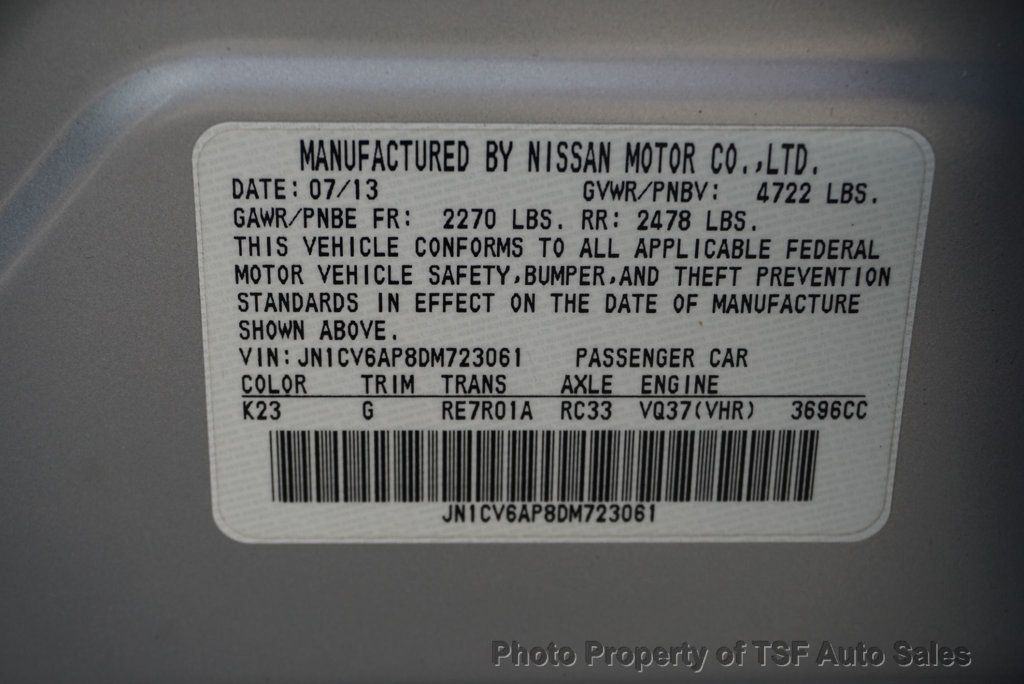 MANUFACTURED BY NISSAN MOTOR CO.,LTD.
DATE: 07/13 GVWR/PNBV: 4722 LBS.
GAWR/PNBE FR: 2270 LBS. RR: 2478 LBS.
THIS VEHICLE CONFORMS TO ALL APPLICABLE FEDERAL
MOTOR VEHICLE SAFETY,BUMPER,AND THEFT PREVENTION
STANDARDS IN EFFECT ON THE DATE OF MANUFACTURE
SHOWN ABOVE.
VIN: JN1CV6AP8DM723061 PASSENGER CAR
COLOR TRIM TRANS AXLE ENGINE
K23 G RE7R01A RC33 VQ37(VHR) 3696CC
JN1CV6AP8DM723061
Photo Property of TSF Auto Sales